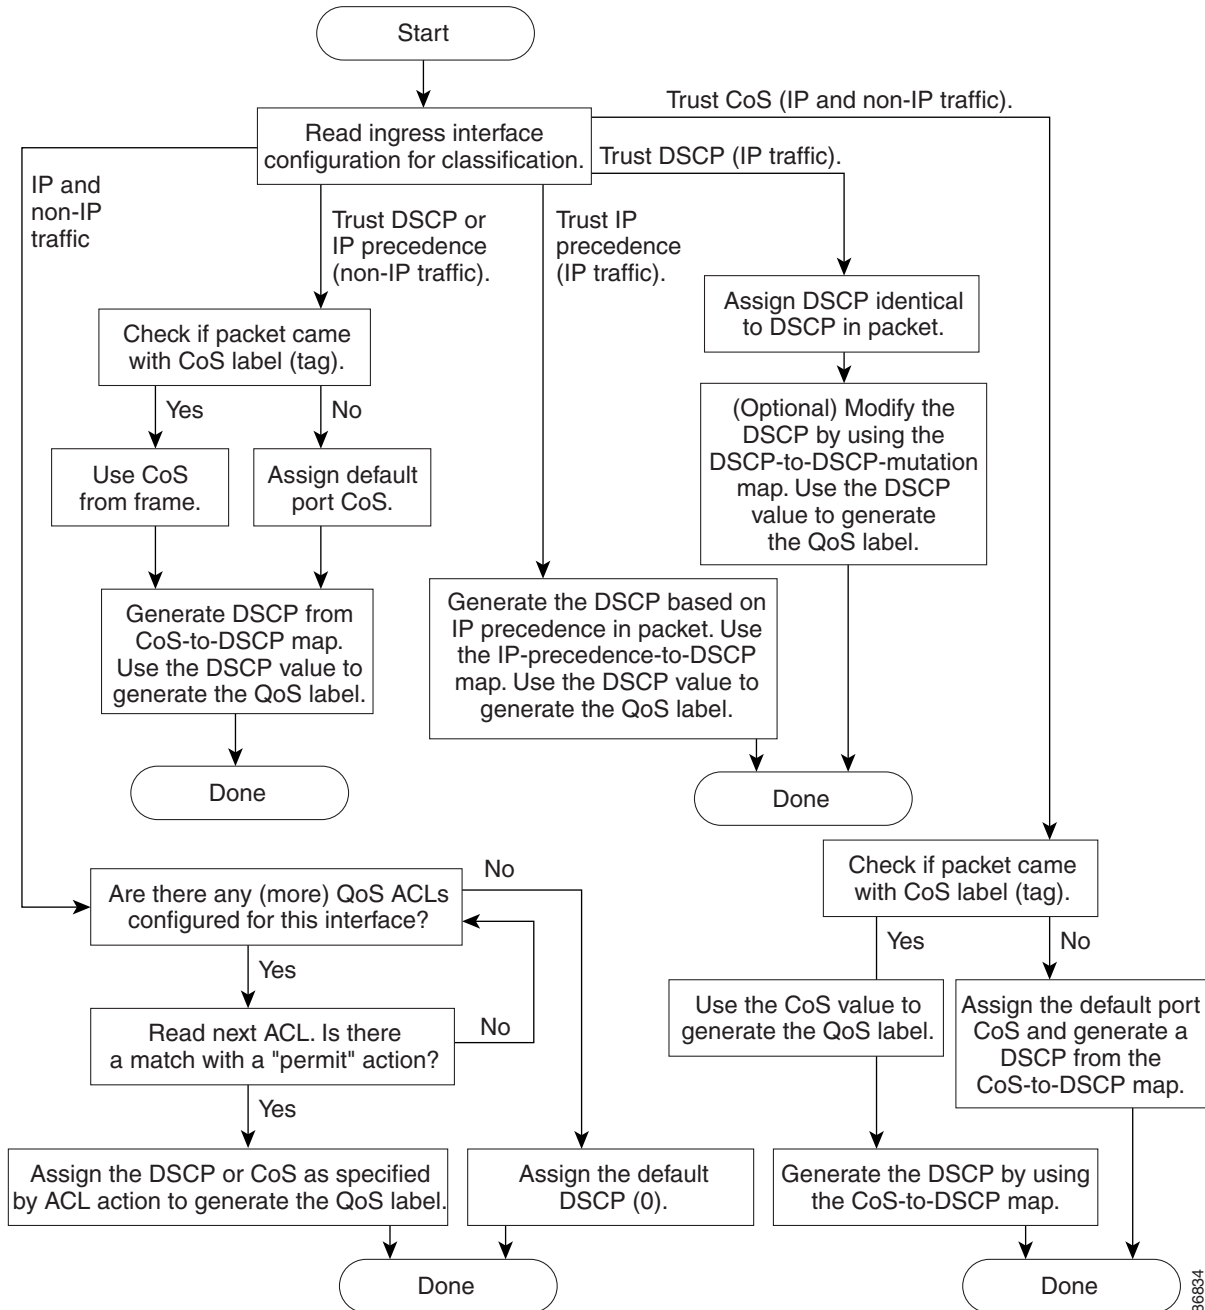 Start
Trust CoS (IP and non-IP traffic).
Read ingress interface
configuration for classification.
Trust DSCP (IP traffic).
IP and
non-IP
traffic
Trust DSCP or
IP precedence
(non-IP traffic).
Trust IP
precedence
(IP traffic).
Assign DSCP identical
to DSCP in packet.
Check if packet came
with CoS label (tag).
Yes
No
(Optional) Modify the
DSCP by using the
DSCP-to-DSCP-mutation
map. Use the DSCP
value to generate
the QoS label.
Use CoS
from frame.
Assign default
port CoS.
Generate DSCP from
CoS-to-DSCP map.
Use the DSCP value to
generate the QoS label.
Generate the DSCP based on
IP precedence in packet. Use
the IP-precedence-to-DSCP
map. Use the DSCP value to
generate the QoS label.
Done
Done
Are there any (more) QoS ACLs
configured for this interface?
No
Check if packet came
with CoS label (tag).
Yes
Yes
No
Read next ACL. Is there
a match with a "permit" action?
No
Use the CoS value to
generate the QoS label.
Assign the default port
CoS and generate a
DSCP from the
CoS-to-DSCP map.
Yes
Assign the DSCP or CoS as specified
by ACL action to generate the QoS label.
Assign the default
DSCP (0).
Generate the DSCP by using
the CoS-to-DSCP map.
Done
Done
86834